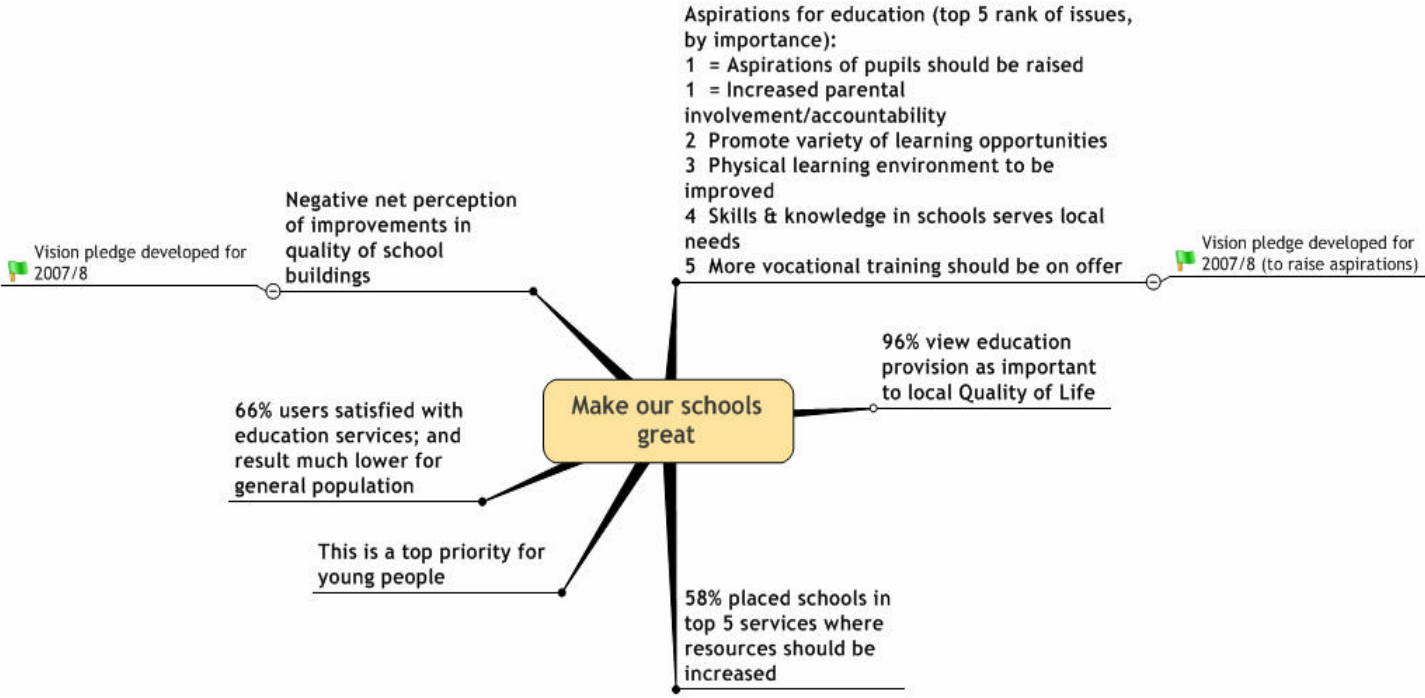 Aspirations for education (top 5 rank of issues,
by importance):
1 = Aspirations of pupils should be raised
1 = Increased parental
involvement/accountability
2 Promote variety of learning opportunities
3 Physical learning environment to be
improved
4 Skills & knowledge in schools serves local
needs
5 More vocational training should be on offer
Vision pledge developed for
2007/8 (to raise aspirations)
Negative net perception
of improvements in
quality of school
buildings
Vision pledge developed for
2007/8
96% view education
provision as important
to local Quality of Life
Make our schools
great
66% users satisfied with
education services; and
result much lower for
general population
This is a top priority for
young people
58% placed schools in
top 5 services where
resources should be
increased